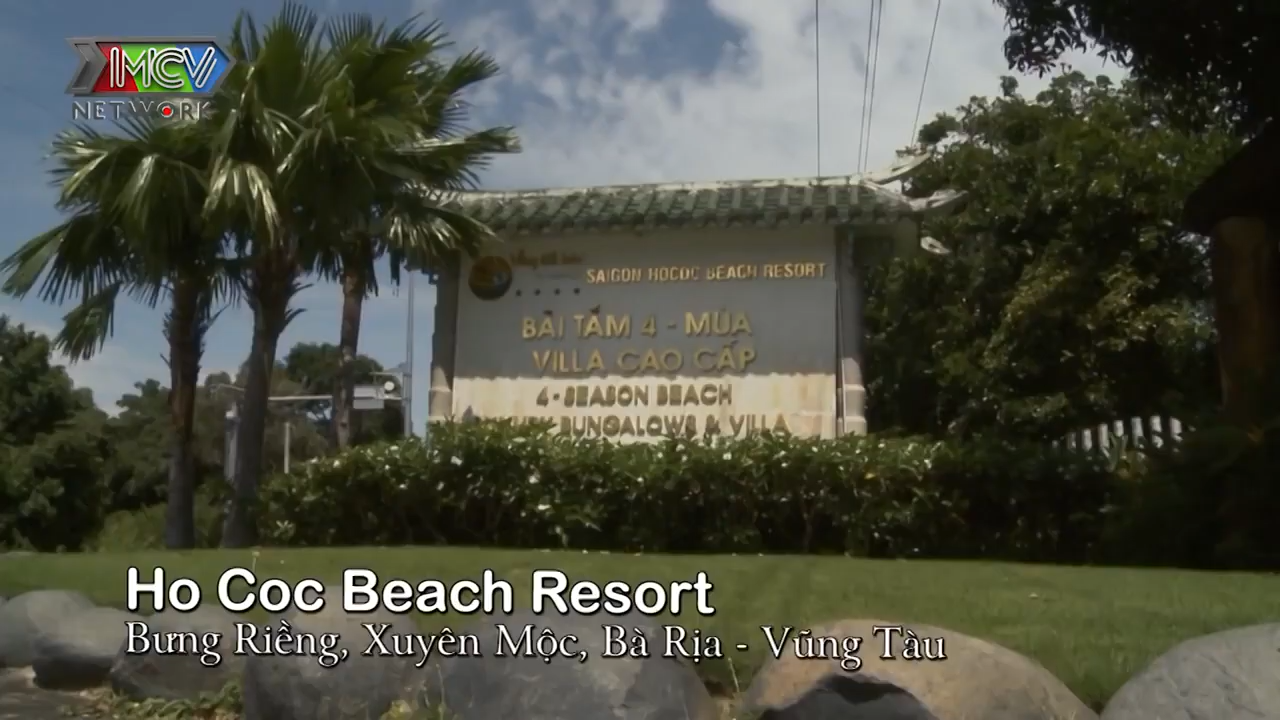 MCV
NETWORK
SAIGON HOCOC BEACH RESORT
BÃI TẮM 4 - MÙA
VILLA CAO CẤP
4 - SEASON BEACH
BUNGALOWS & VILLA
Ho Coc Beach Resort
Bưng Riềng, Xuyên Mộc, Bà Rịa - Vũng Tàu